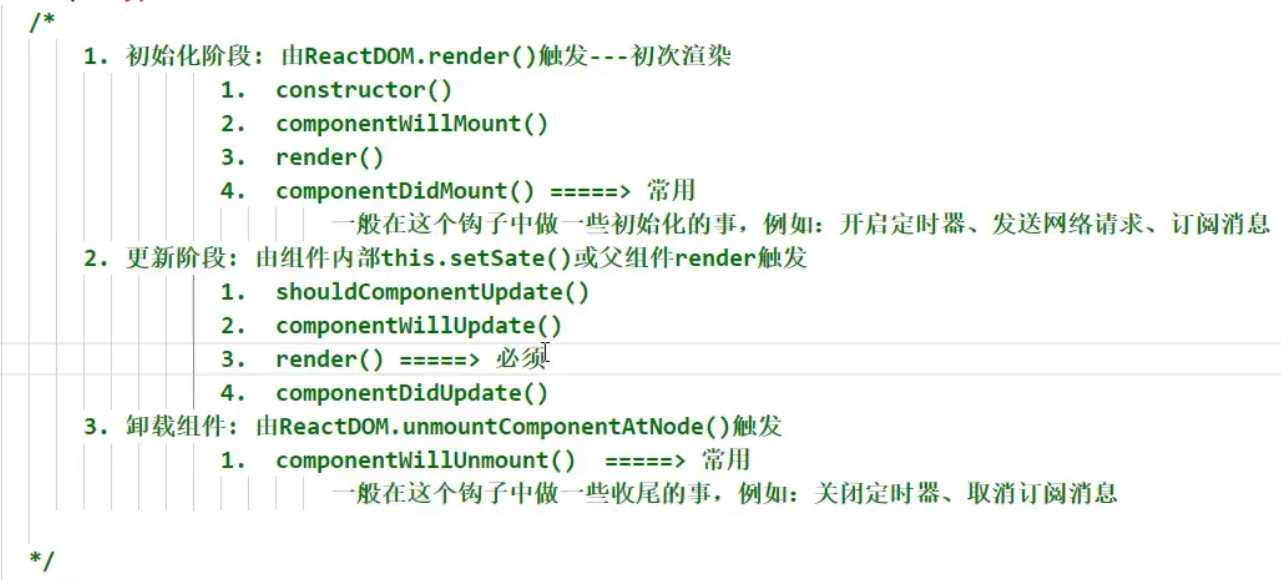 /*
1. 初始化阶段: 由ReactDOM.render()触发---初次渲染
1. constructor()
2. componentWillMount()
3. render()
4. componentDidMount() =====> 常用
一般在这个钩子中做一些初始化的事，例如：开启定时器、发送网络请求、订阅消息
2. 更新阶段: 由组件内部this.setSate()或父组件render触发
1. shouldComponentUpdate()
2. componentWillUpdate()
3. render() =====> 必须
4. componentDidUpdate()
3. 卸载组件: 由ReactDOM.unmountComponentAtNode()触发
1. componentWillUnmount() =====> 常用
一般在这个钩子中做一些收尾的事，例如：关闭定时器、取消订阅消息
*/